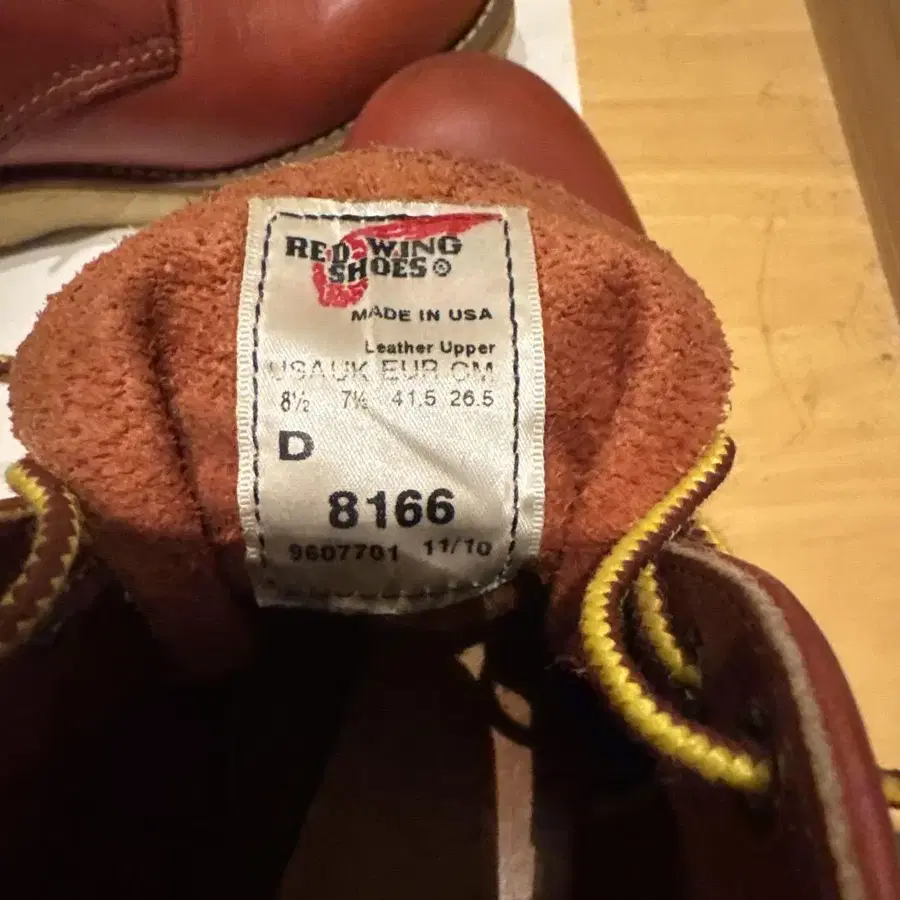 RED WING
SHOES®
MADE IN USA
Leather Upper
USA UK EUR CM
8½ 7½ 41.5 26.5
D
8166
9607701 11/10